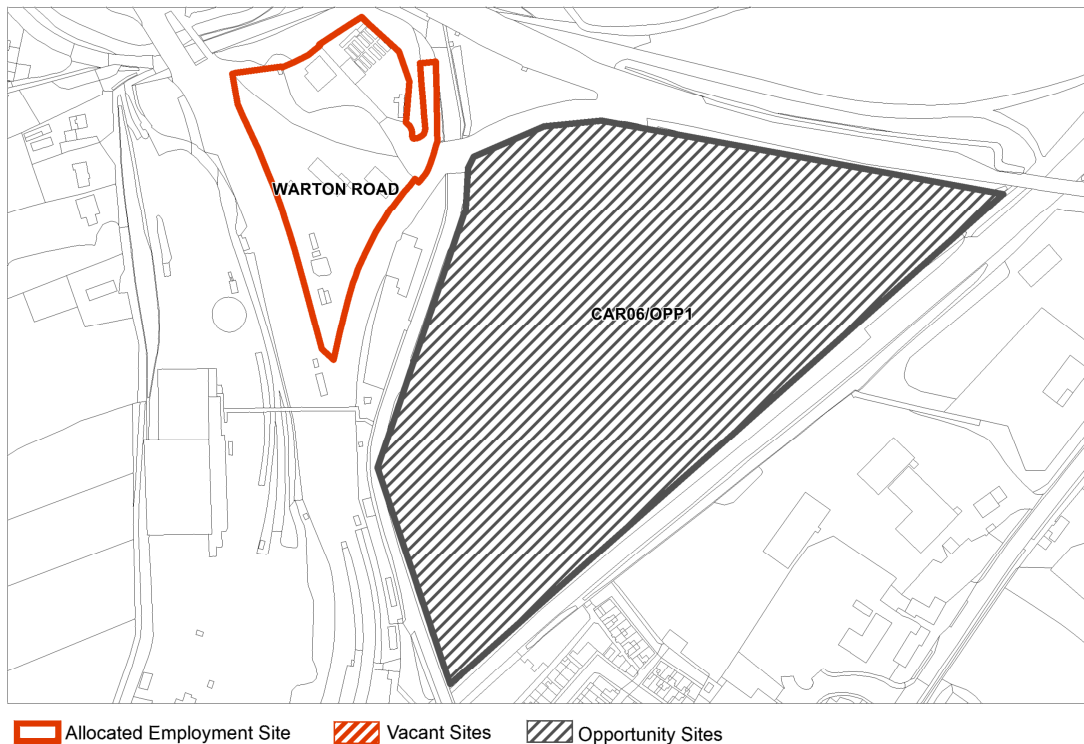 WARTON ROAD
CAR06/OPP1
Allocated Employment Site
Vacant Sites
Opportunity Sites